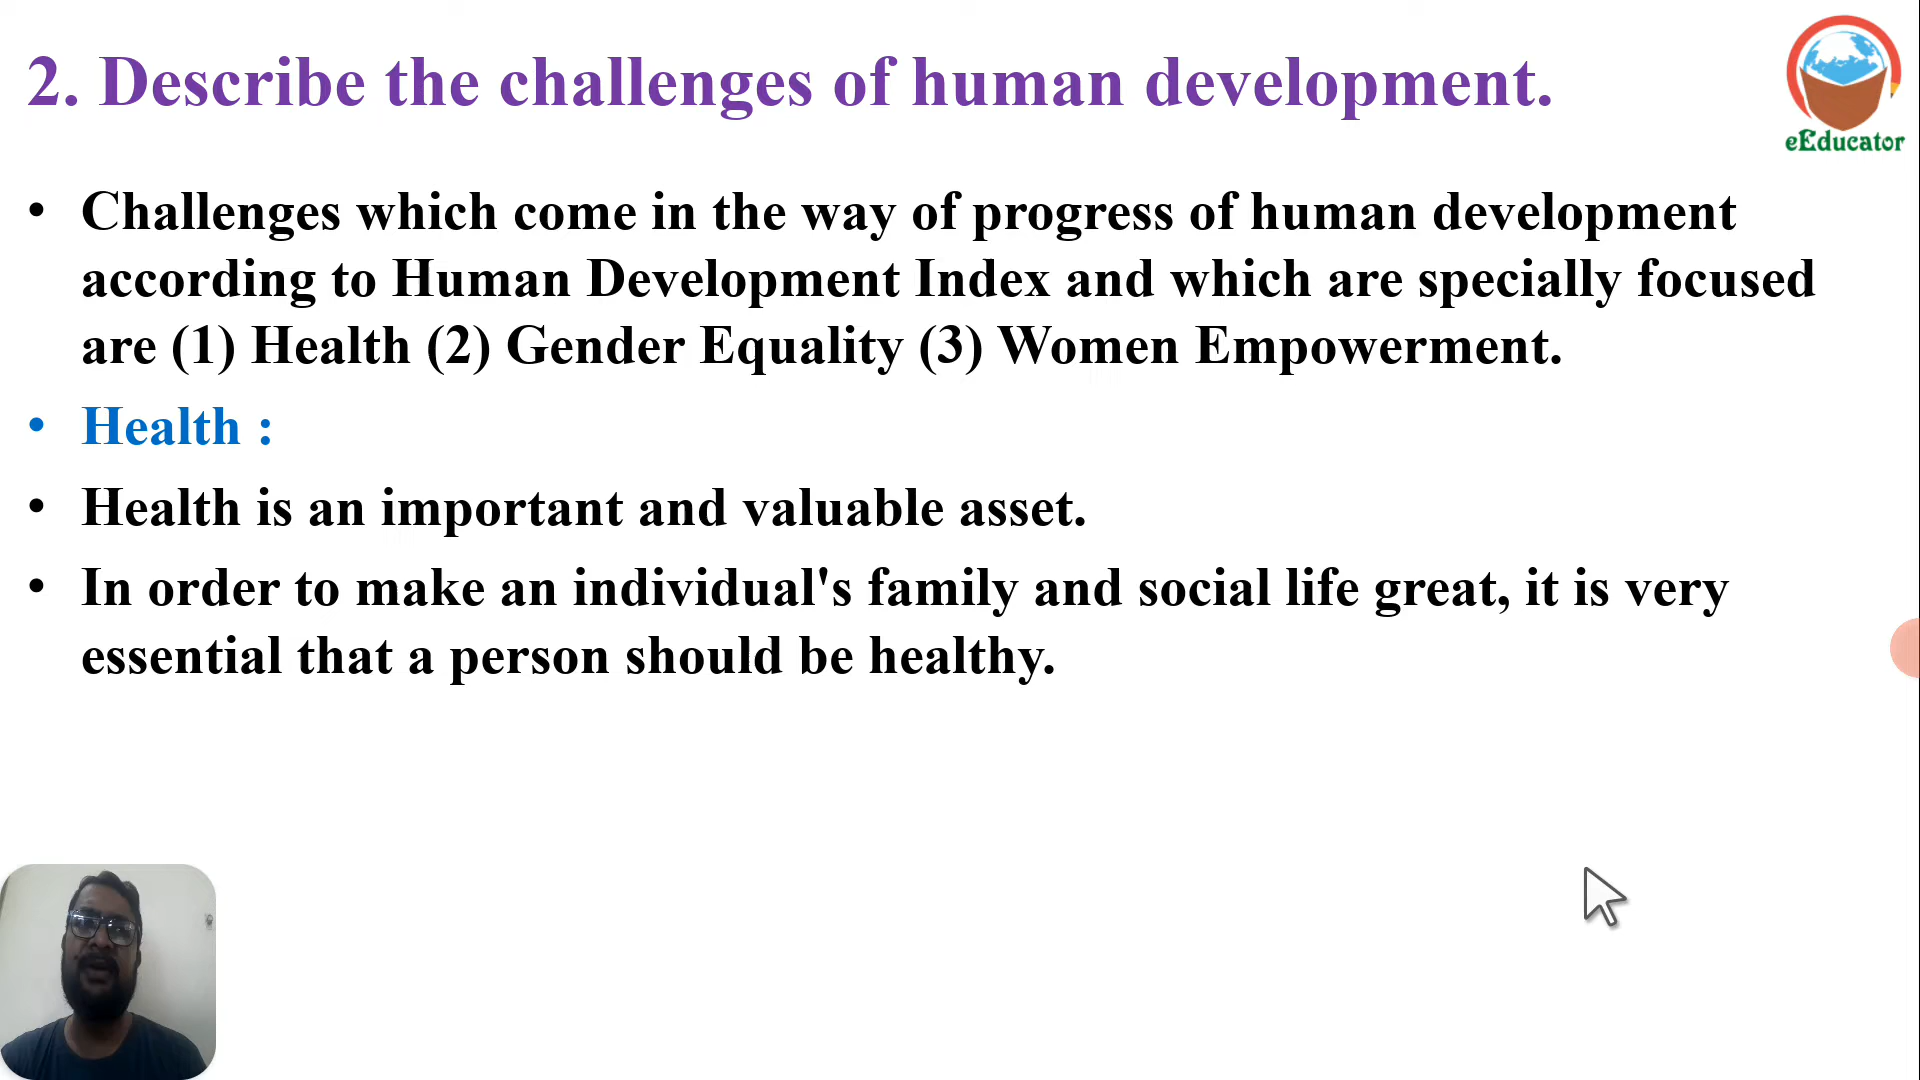 2. Describe the challenges of human development.
eEducator
• Challenges which come in the way of progress of human development
according to Human Development Index and which are specially focused
are (1) Health (2) Gender Equality (3) Women Empowerment.
• Health :
• Health is an important and valuable asset.
• In order to make an individual's family and social life great, it is very
essential that a person should be healthy.